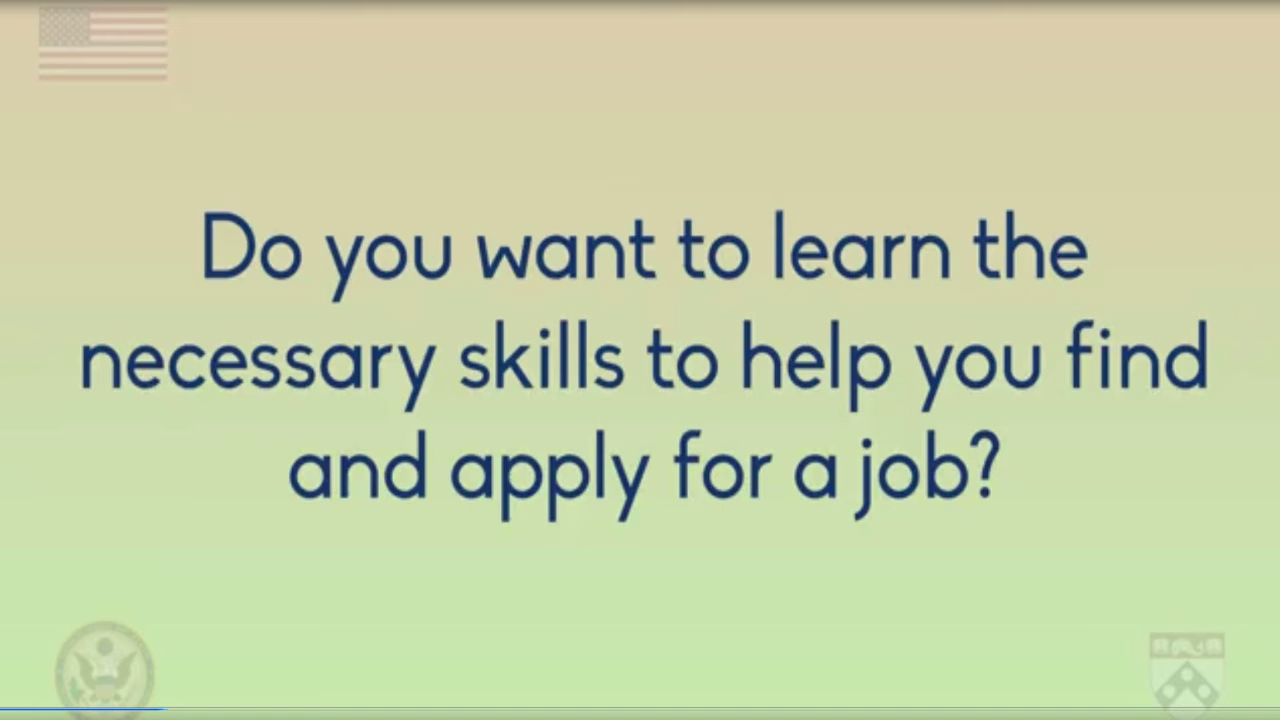 Do you want to learn the
necessary skills to help you find
and apply for a job?